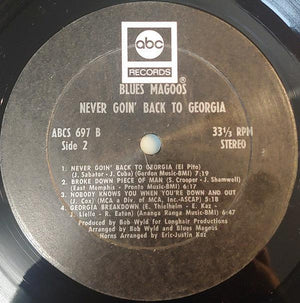 abc
RECORDS
BLUES MAGOOS®
NEVER GOIN' BACK TO GEORGIA
ABCS 697 B
Side 2
33⅓ RPM
STEREO
1. NEVER GOIN' BACK TO GEORGIA (El Pito)
(J. Sabator - J. Cuba) (Gordon Music-BMI) 7:19
2. BROKE DOWN PIECE OF MAN (S. Crooper - J. Shamwell)
(East Memphis - Pronto Music-BMI) 6:17
3. NOBODY KNOWS YOU WHEN YOU'RE DOWN AND OUT
(J. Cox) (MCA a Div. of MCA, Inc.-ASCAP) 5:18
4. GEORGIA BREAKDOWN (E. Thielhelm - E. Kaz -
J. Liello - R. Eaton) (Ananga Ranga Music-BMI) 6:47
Produced by Bob Wyld for Longhair Productions
Arranged by Bob Wyld and Blues Magoos
Horns Arranged by Eric-Justin Kaz